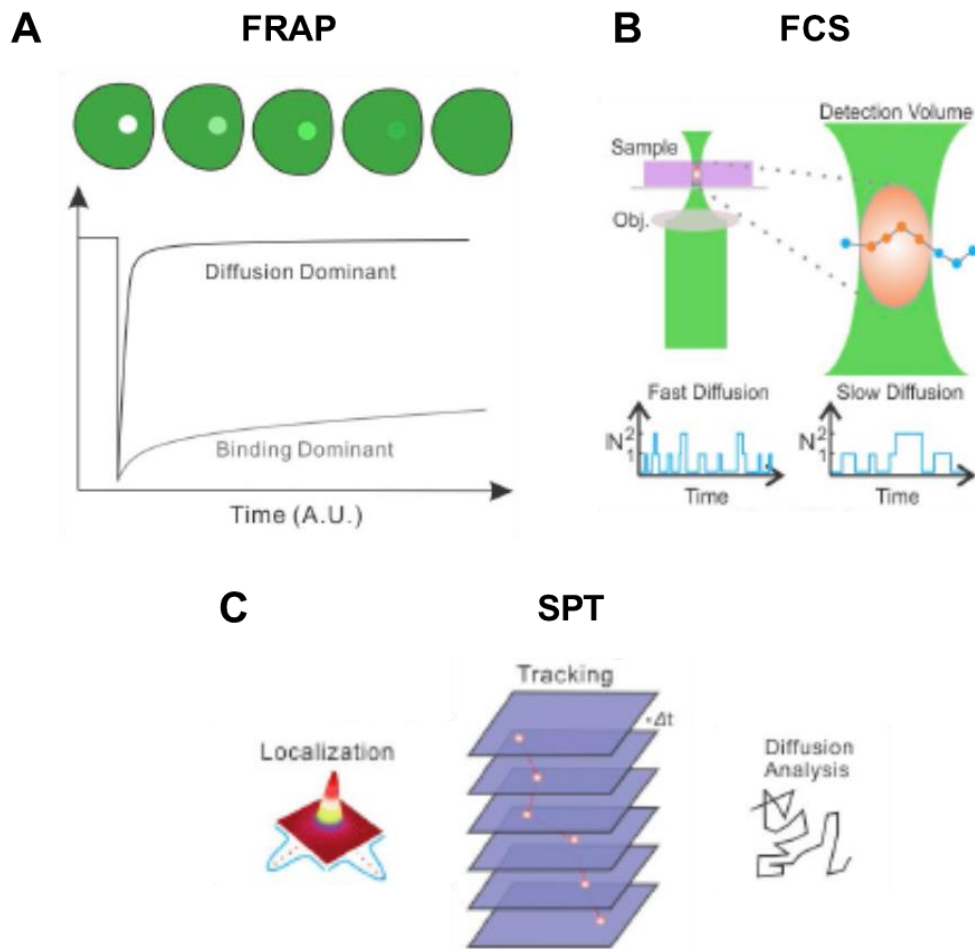 A
FRAP
B
FCS
Diffusion Dominant
Binding Dominant
Time (A.U.)
Detection Volume
Sample
Obj.
Fast Diffusion
Slow Diffusion
N
2
1
Time
N
2
1
Time
C
SPT
Tracking
Δt
Localization
Diffusion
Analysis